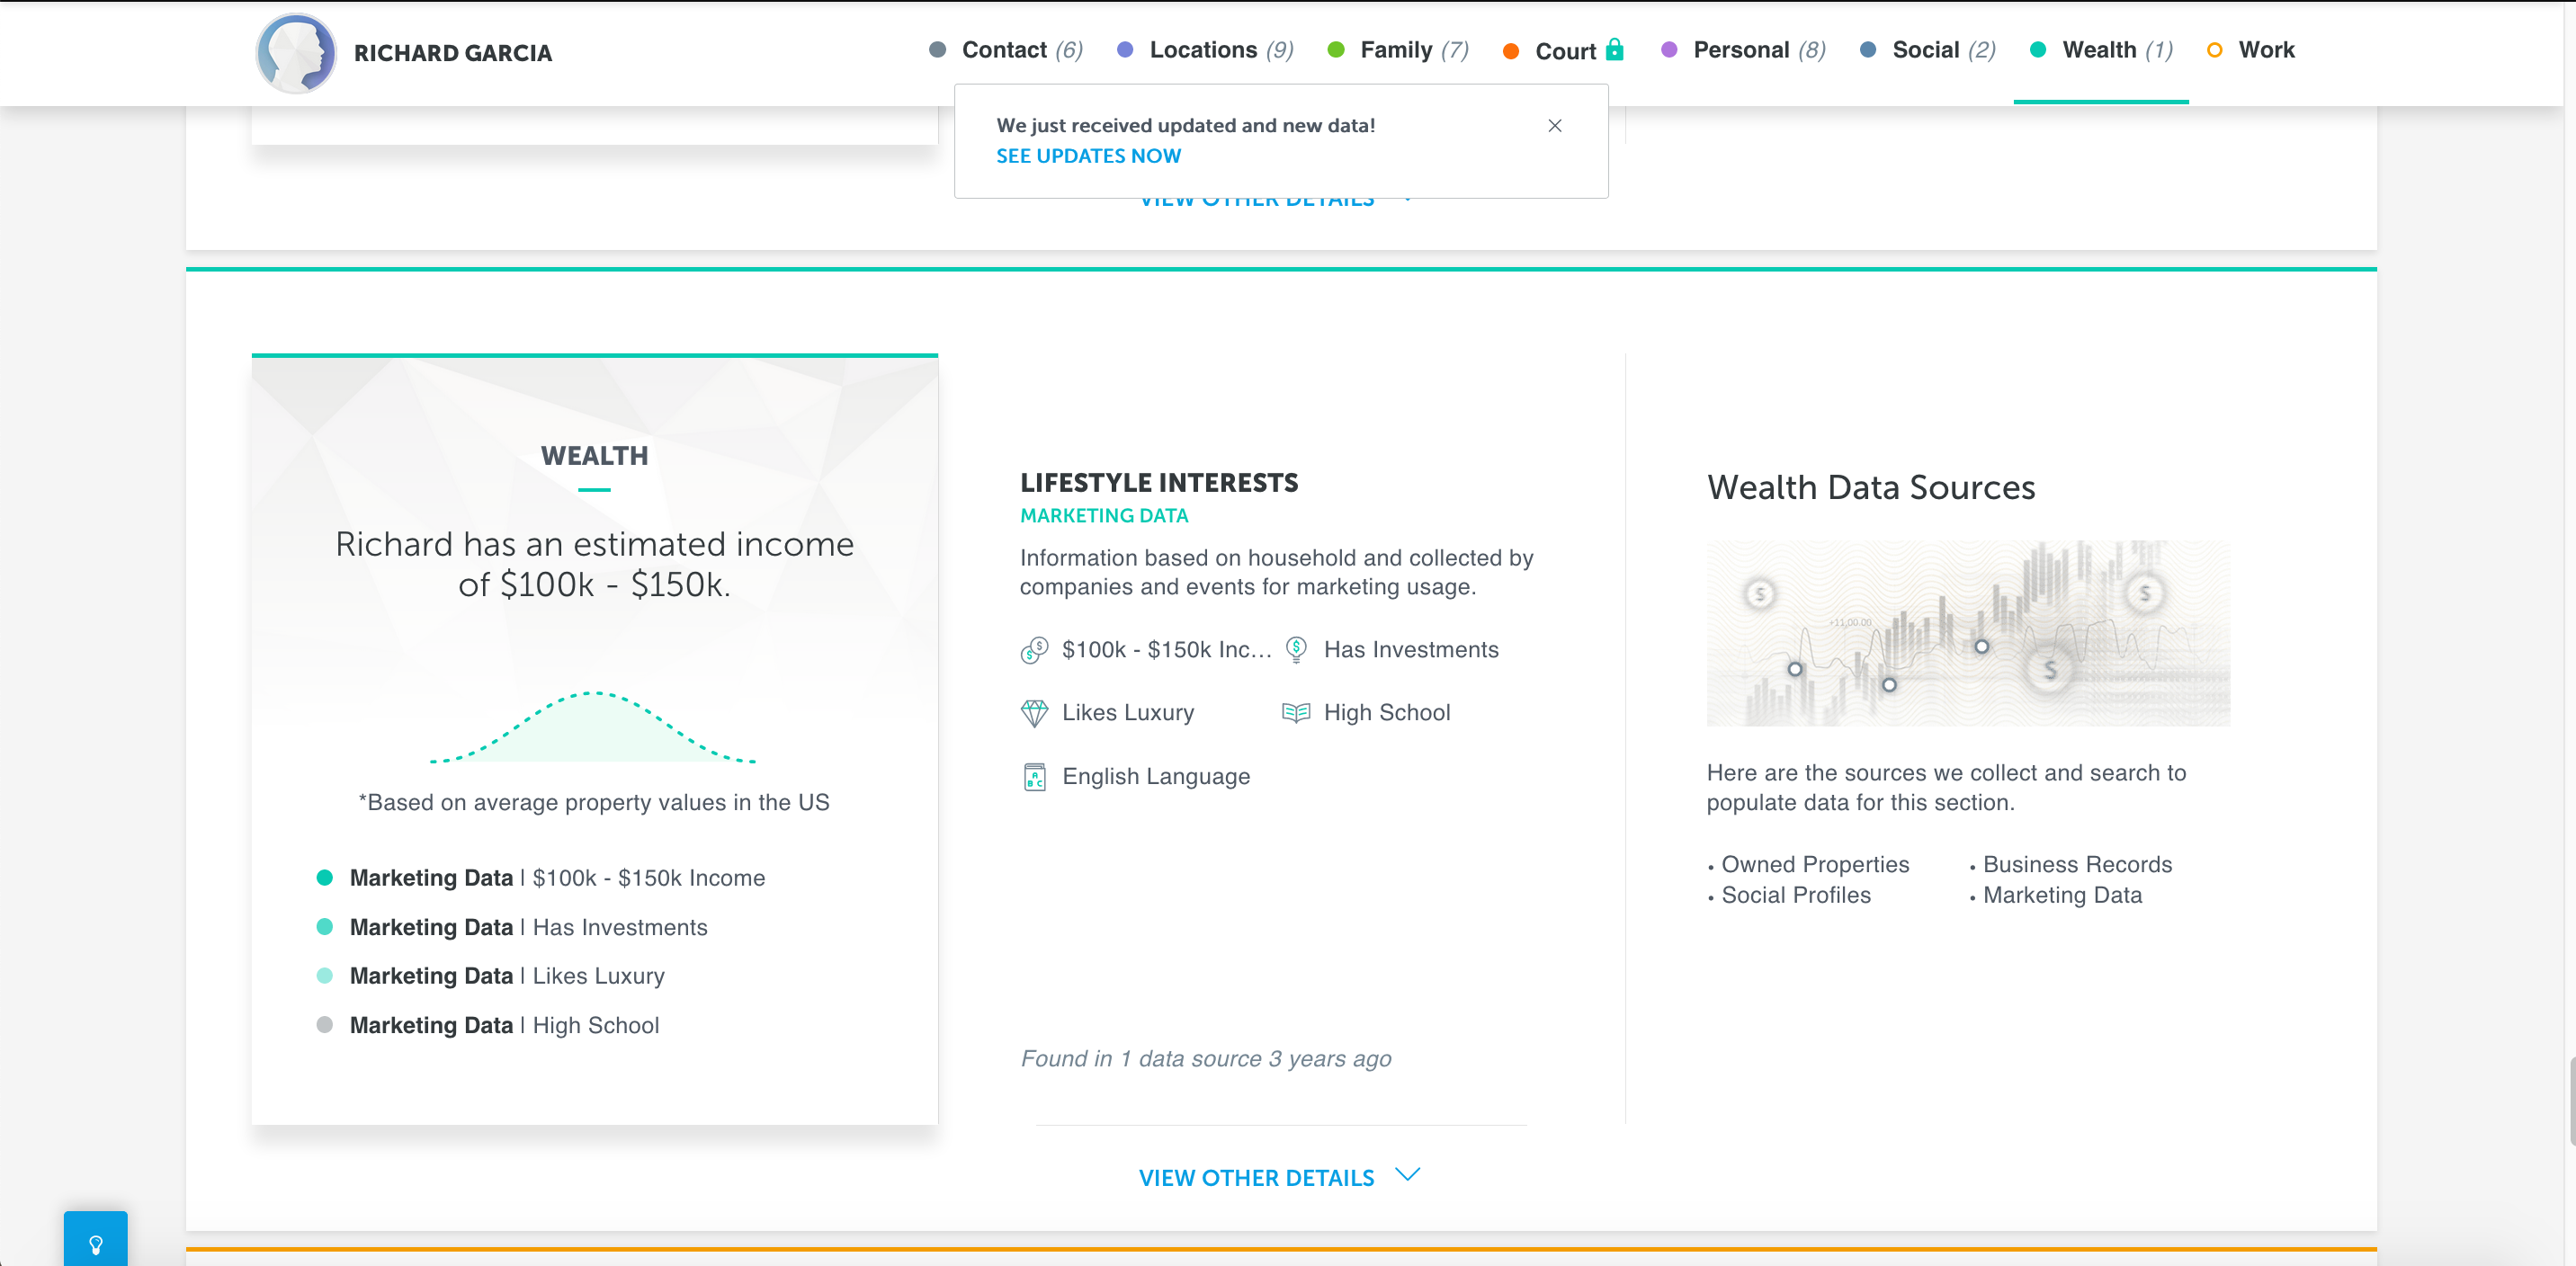 RICHARD GARCIA
Contact (6)
Locations (9)
Family (7)
Court
Personal (8)
Social (2)
Wealth (1)
Work
We just received updated and new data!
SEE UPDATES NOW
VIEW OTHER DETAILS
WEALTH
Richard has an estimated income
of $100k - $150k.
*Based on average property values in the US
Marketing Data | $100k - $150k Income
Marketing Data | Has Investments
Marketing Data | Likes Luxury
Marketing Data | High School
LIFESTYLE INTERESTS
MARKETING DATA
Information based on household and collected by
companies and events for marketing usage.
$100k - $150k Inc...
Has Investments
Likes Luxury
High School
English Language
Found in 1 data source 3 years ago
Wealth Data Sources
+11,00.00
Here are the sources we collect and search to
populate data for this section.
• Owned Properties
• Business Records
• Social Profiles
• Marketing Data
VIEW OTHER DETAILS